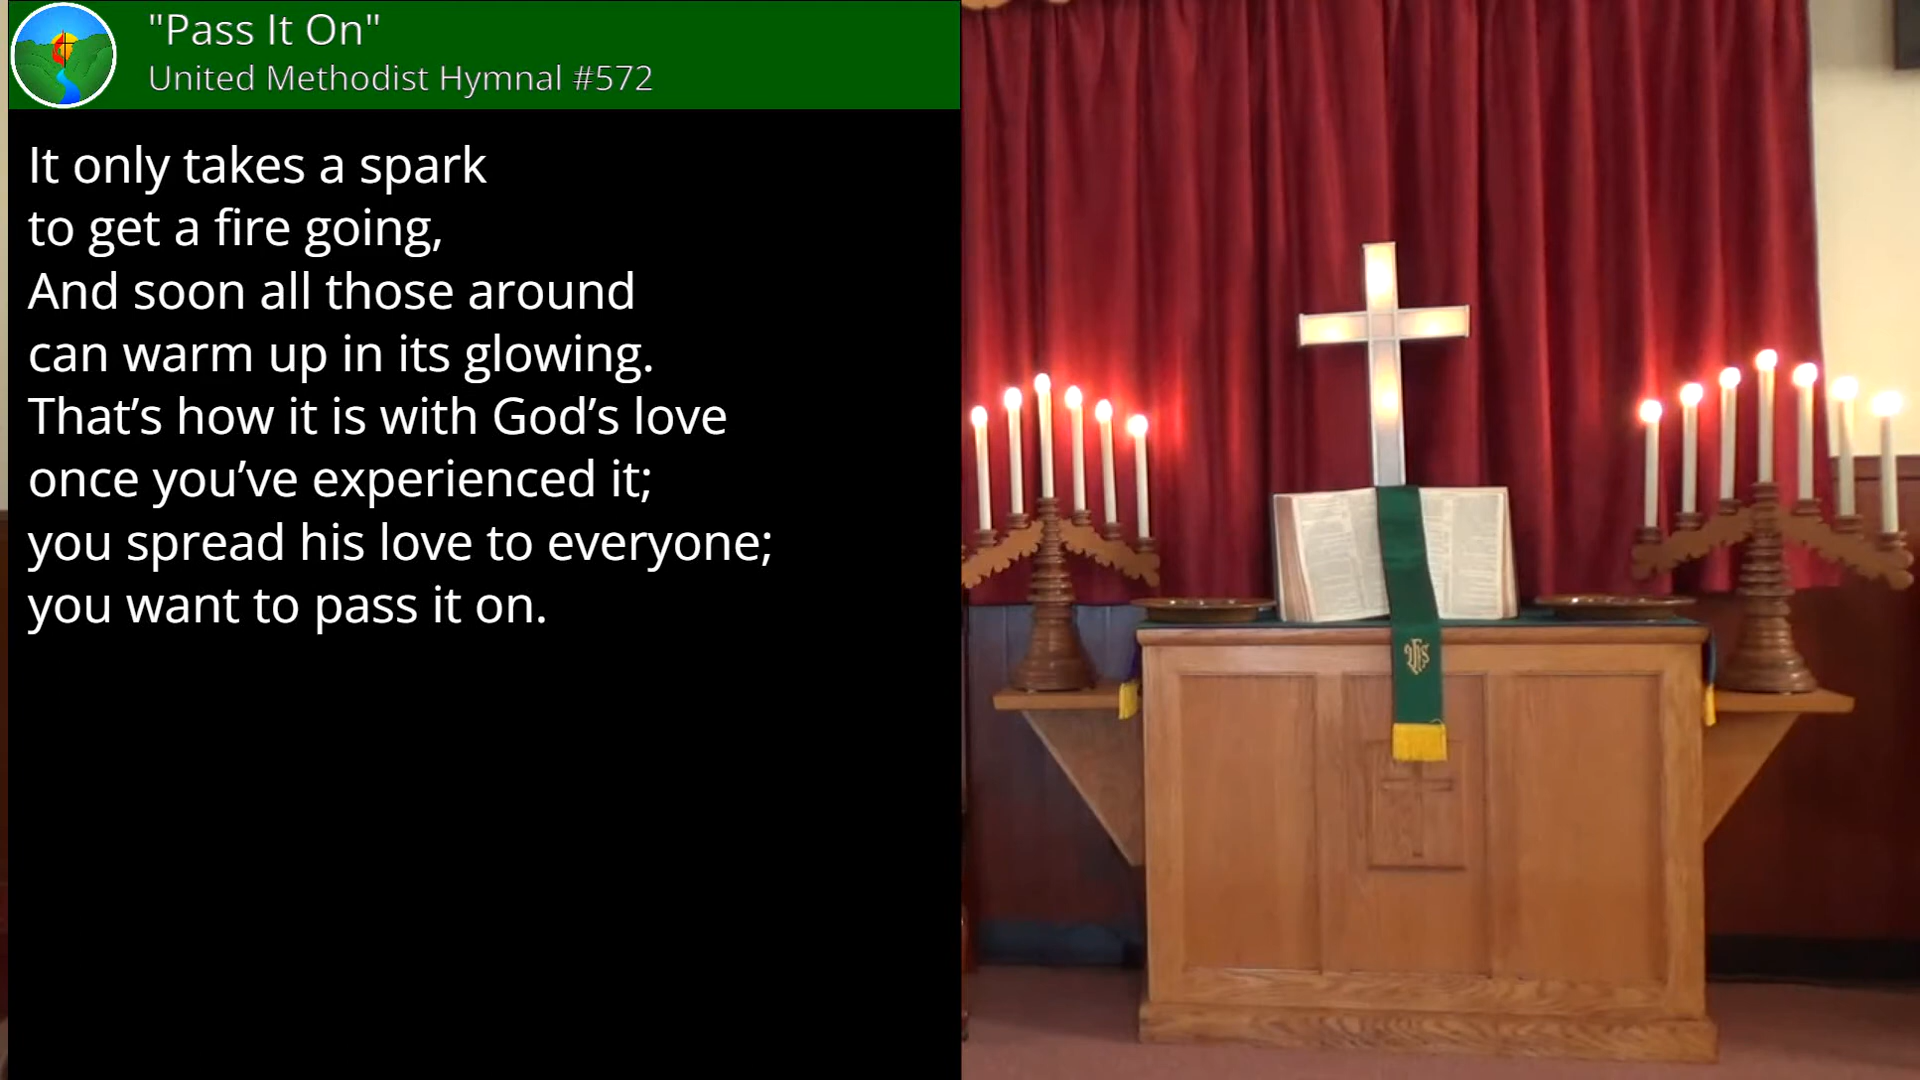 "Pass It On"
United Methodist Hymnal #572
It only takes a spark
to get a fire going,
And soon all those around
can warm up in its glowing.
That’s how it is with God’s love
once you’ve experienced it;
you spread his love to everyone;
you want to pass it on.